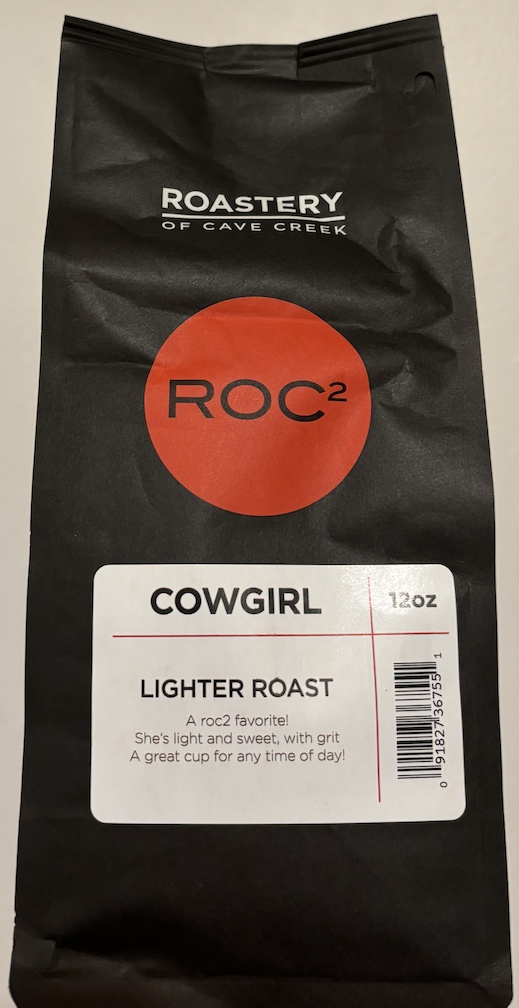 ROASTERY
OF CAVE CREEK
ROC²
COWGIRL
12oz
LIGHTER ROAST
A roc2 favorite!
She's light and sweet, with grit
A great cup for any time of day!
0 91827 36755 1